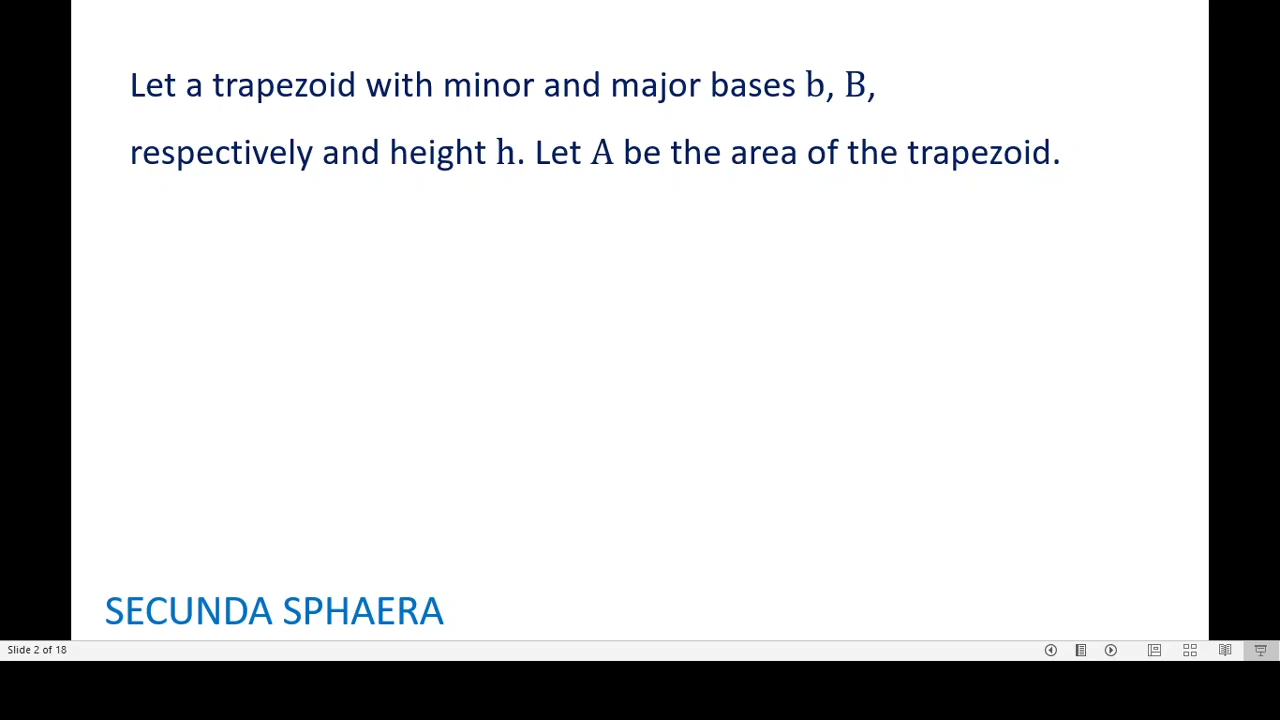 Let a trapezoid with minor and major bases b, B,
respectively and height h. Let A be the area of the trapezoid.
SECUNDA SPHAERA
Slide 2 of 18